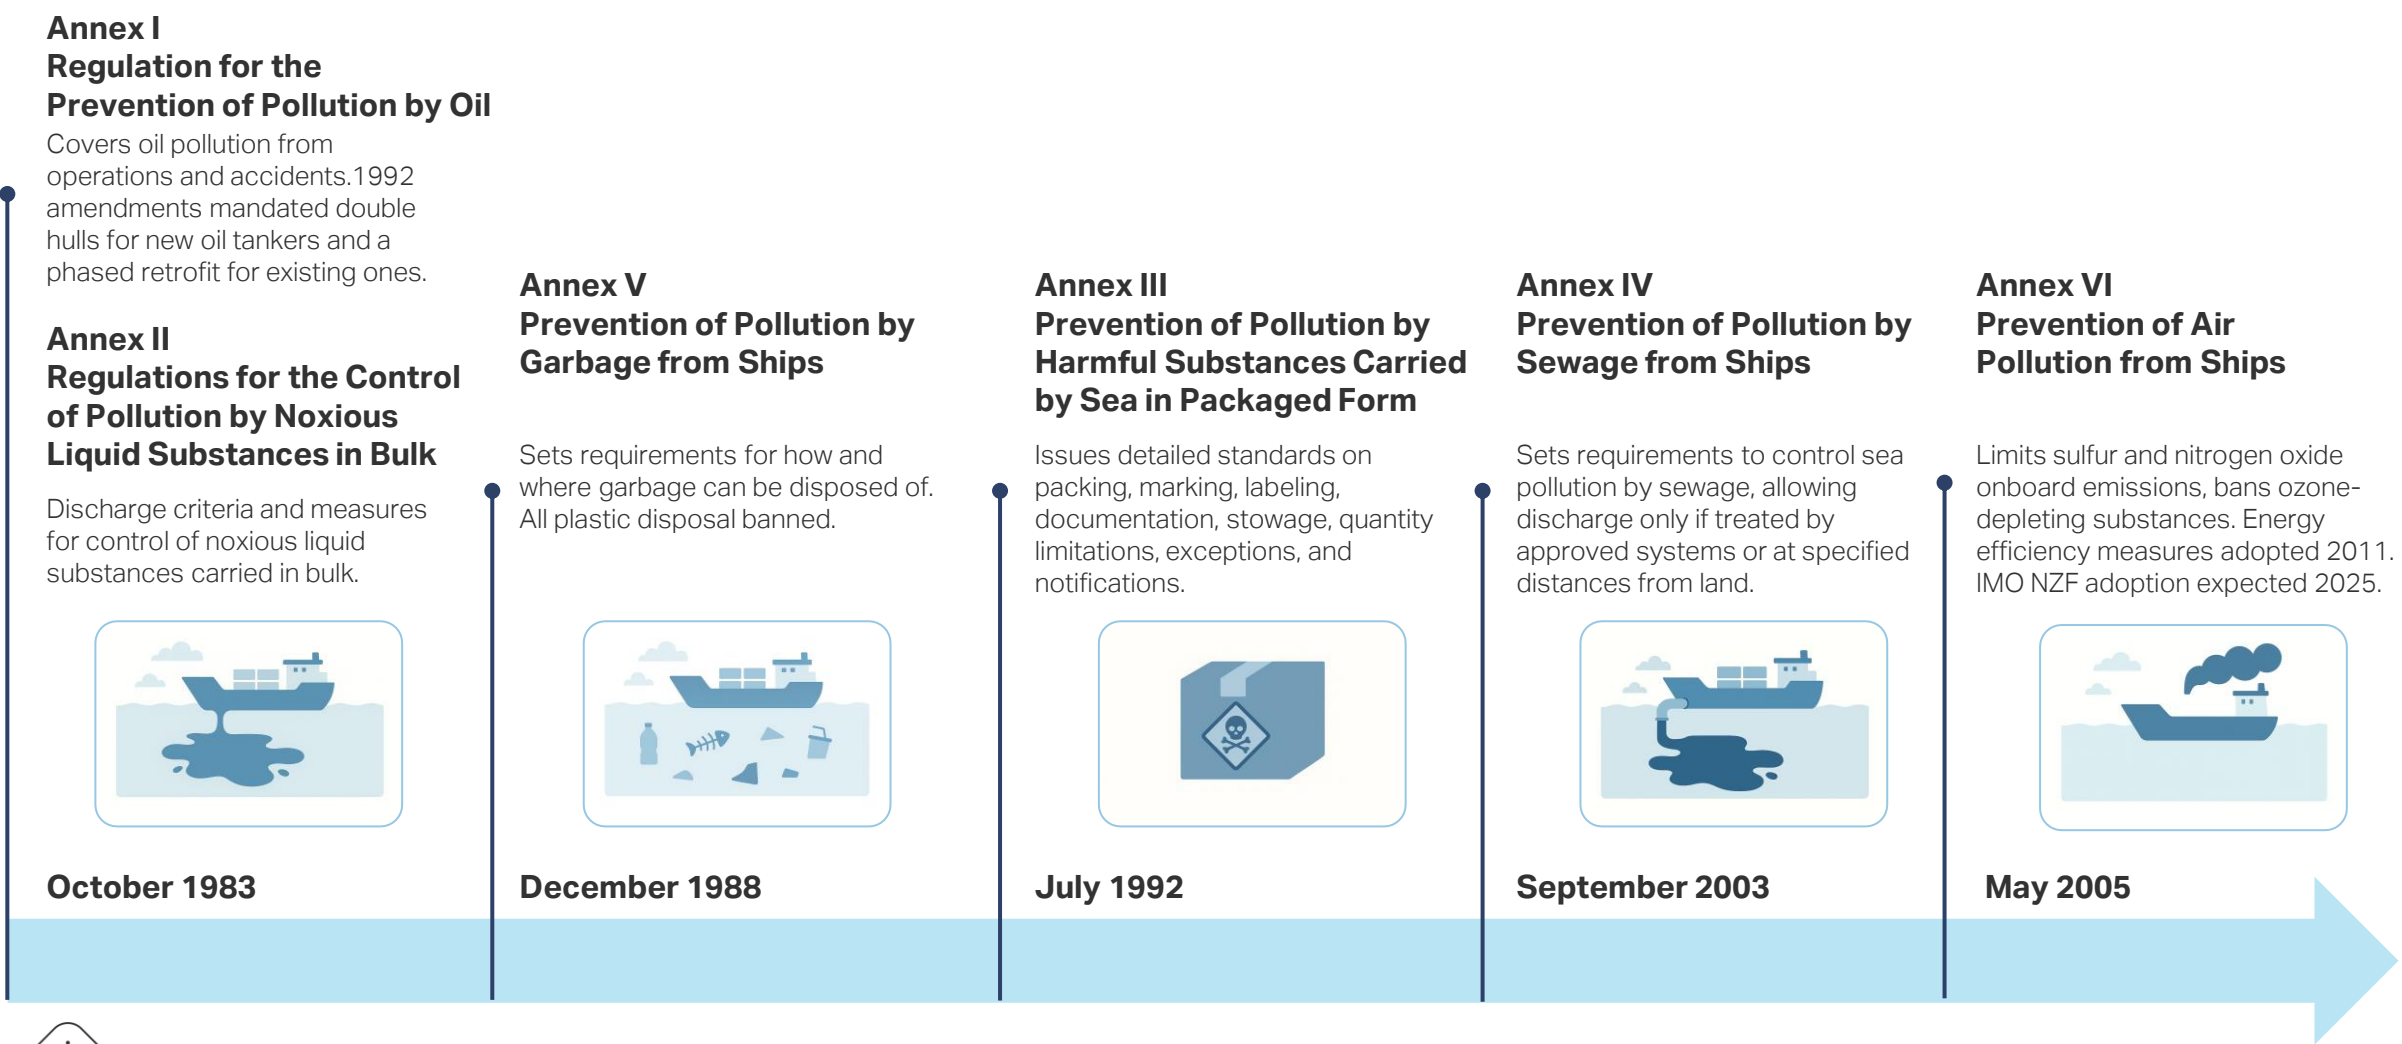 Annex I
Regulation for the
Prevention of Pollution by Oil
Covers oil pollution from
operations and accidents.1992
amendments mandated double
hulls for new oil tankers and a
phased retrofit for existing ones.
Annex II
Regulations for the Control
of Pollution by Noxious
Liquid Substances in Bulk
Discharge criteria and measures
for control of noxious liquid
substances carried in bulk.
October 1983
Annex V
Prevention of Pollution by
Garbage from Ships
Sets requirements for how and
where garbage can be disposed of.
All plastic disposal banned.
December 1988
Annex III
Prevention of Pollution by
Harmful Substances Carried
by Sea in Packaged Form
Issues detailed standards on
packing, marking, labeling,
documentation, stowage, quantity
limitations, exceptions, and
notifications.
July 1992
Annex IV
Prevention of Pollution by
Sewage from Ships
Sets requirements to control sea
pollution by sewage, allowing
discharge only if treated by
approved systems or at specified
distances from land.
September 2003
Annex VI
Prevention of Air
Pollution from Ships
Limits sulfur and nitrogen oxide
onboard emissions, bans ozone-
depleting substances. Energy
efficiency measures adopted 2011.
IMO NZF adoption expected 2025.
May 2005